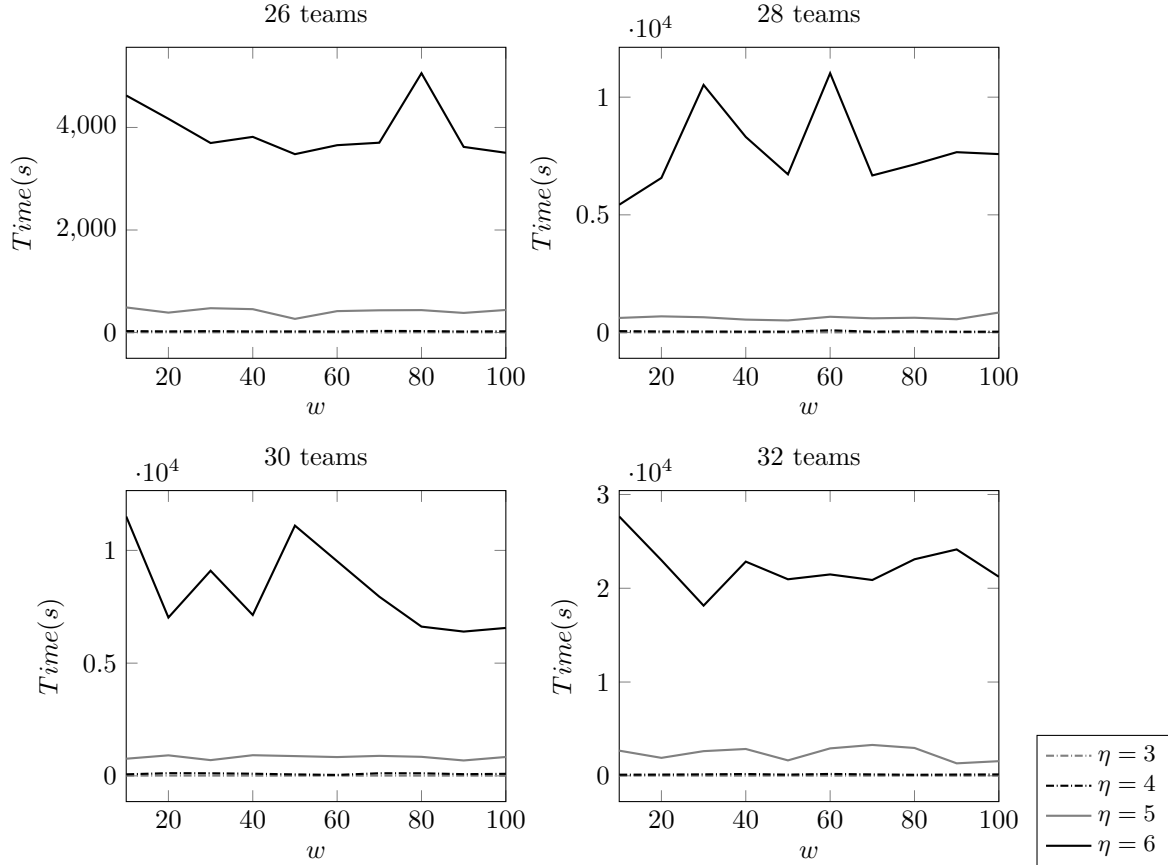 26 teams
4,000
2,000
0
Time(s)
20 40 60 80 100
w
28 teams
·10^4
1
0.5
0
Time(s)
20 40 60 80 100
w
30 teams
·10^4
1
0.5
0
Time(s)
20 40 60 80 100
w
32 teams
·10^4
3
2
1
0
Time(s)
20 40 60 80 100
w
η = 3
η = 4
η = 5
η = 6